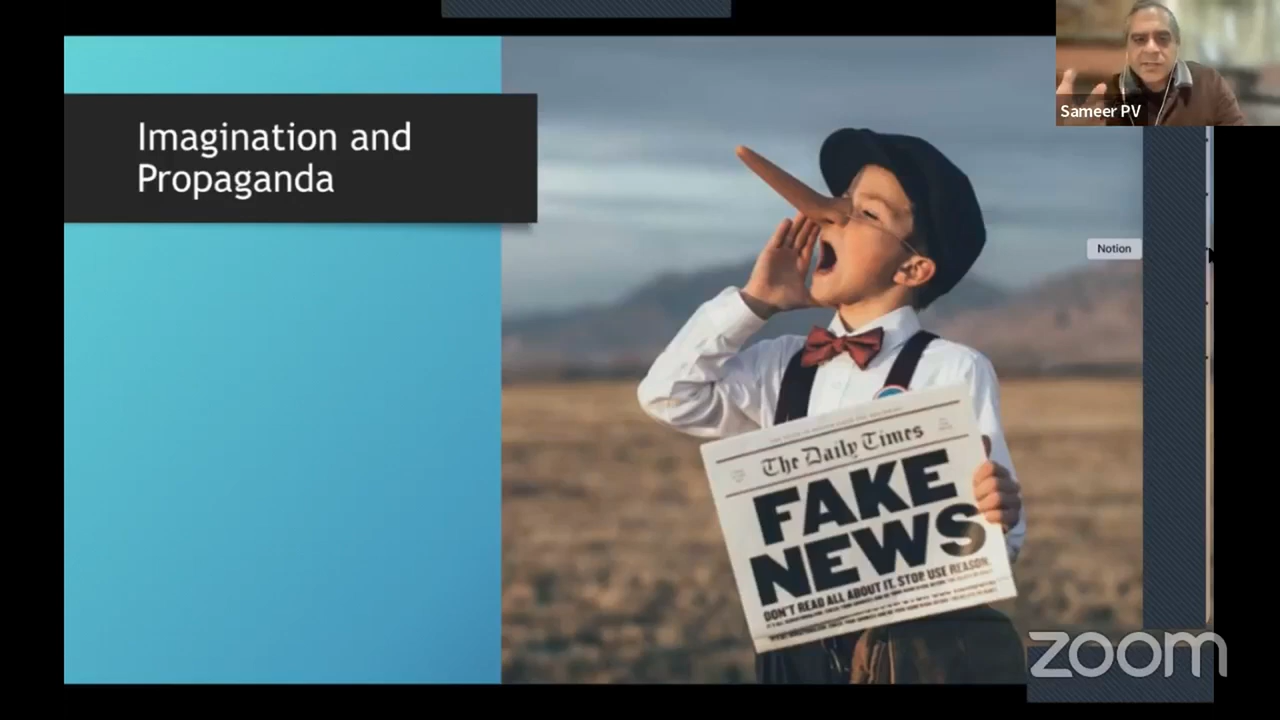 Imagination and
Propaganda
Sameer PV
Notion
The Daily Times
FAKE
NEWS
DON'T READ ALL ABOUT IT. STOP. USE REASON.
zoom